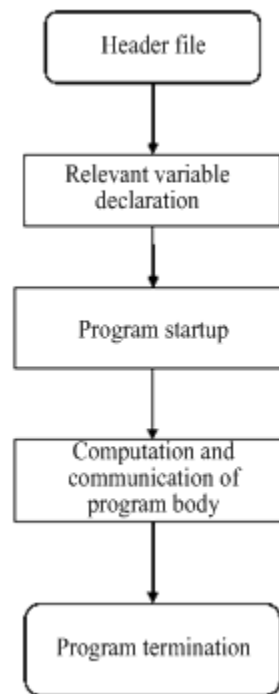 Header file
Relevant variable
declaration
Program startup
Computation and
communication of
program body
Program termination